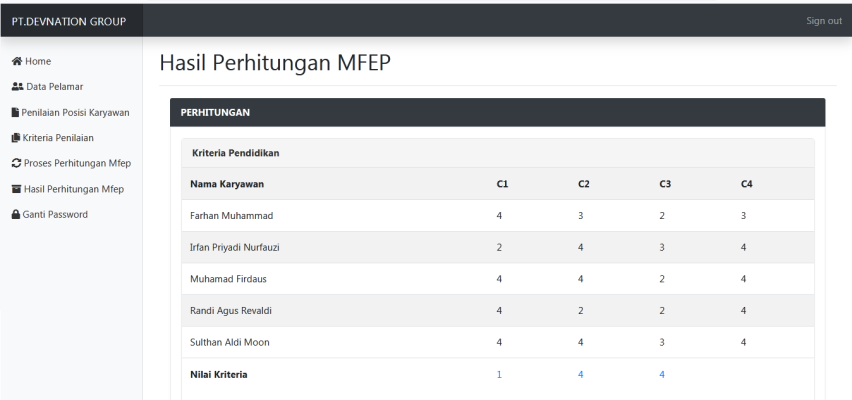 PT.DEVNATION GROUP
Sign out
Home
Data Pelamar
Penilaian Posisi Karyawan
Kriteria Penilaian
Proses Perhitungan Mfep
Hasil Perhitungan Mfep
Ganti Password
Hasil Perhitungan MFEP
PERHITUNGAN
Kriteria Pendidikan
Nama Karyawan C1 C2 C3 C4
Farhan Muhammad 4 3 2 3
Irfan Priyadi Nurfauzi 2 4 3 4
Muhamad Firdaus 4 4 2 4
Randi Agus Revaldi 4 2 2 4
Sulthan Aldi Moon 4 4 3 4
Nilai Kriteria 1 4 4